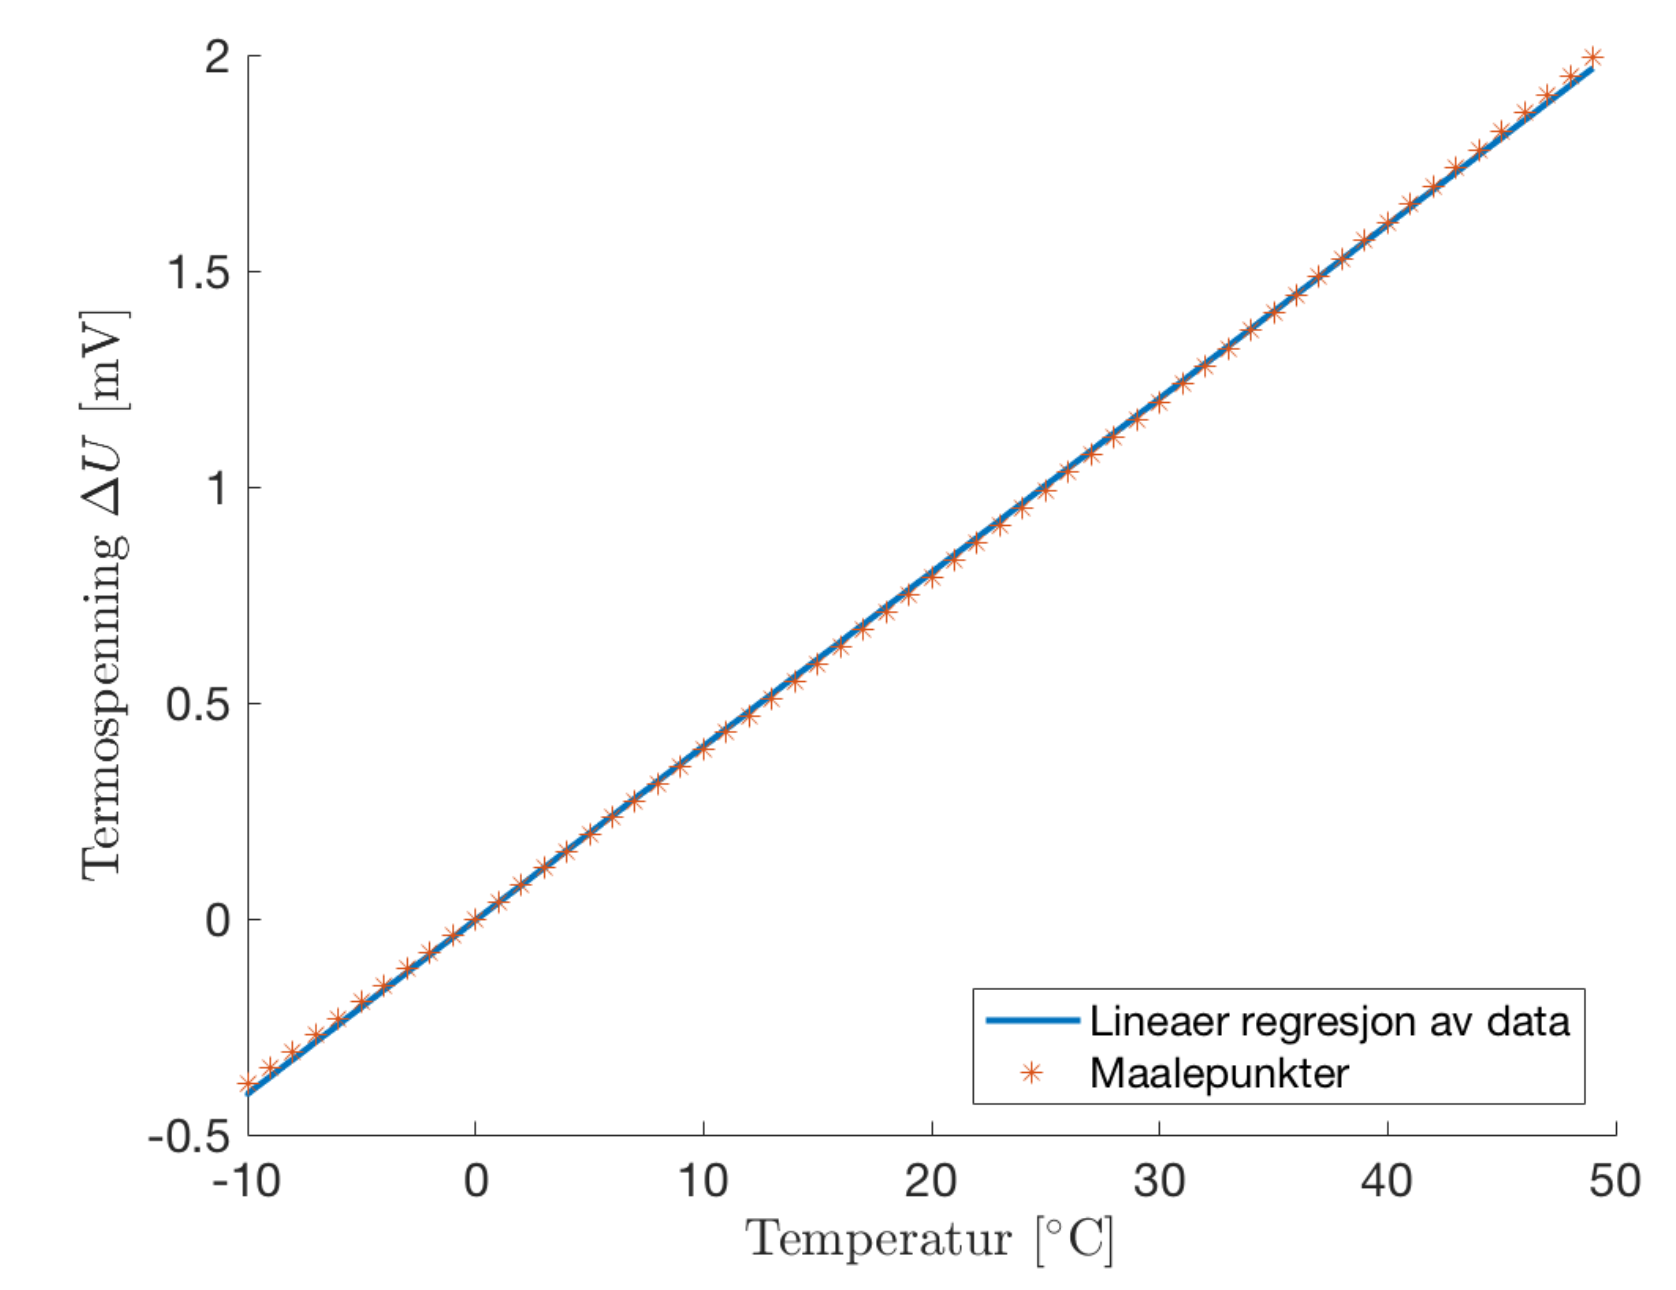 2
1.5
1
0.5
0
-0.5
Termospenning ΔU [mV]
-10 0 10 20 30 40 50
Temperatur [°C]
Lineaer regresjon av data
Maalepunkter